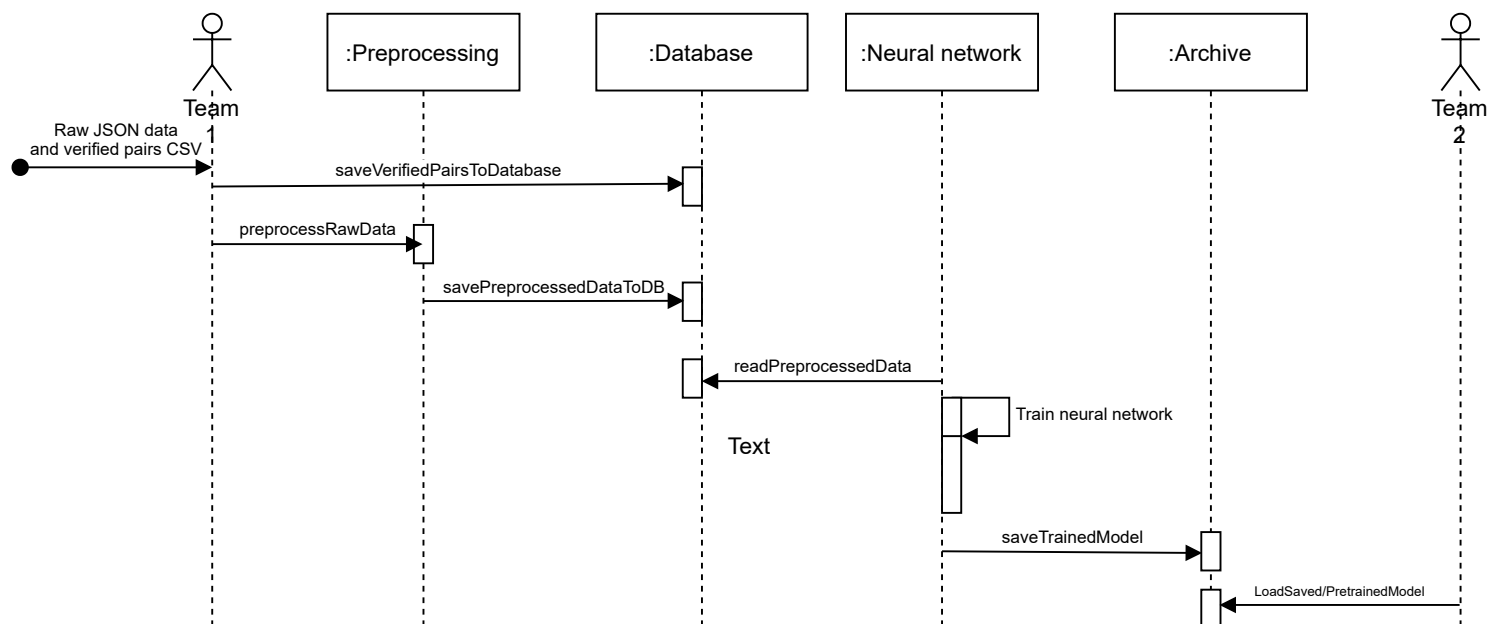 :Preprocessing
:Database
:Neural network
:Archive
Team
1
Team
2
Raw JSON data
and verified pairs CSV
saveVerifiedPairsToDatabase
preprocessRawData
savePreprocessedDataToDB
readPreprocessedData
Train neural network
Text
saveTrainedModel
LoadSaved/PretrainedModel